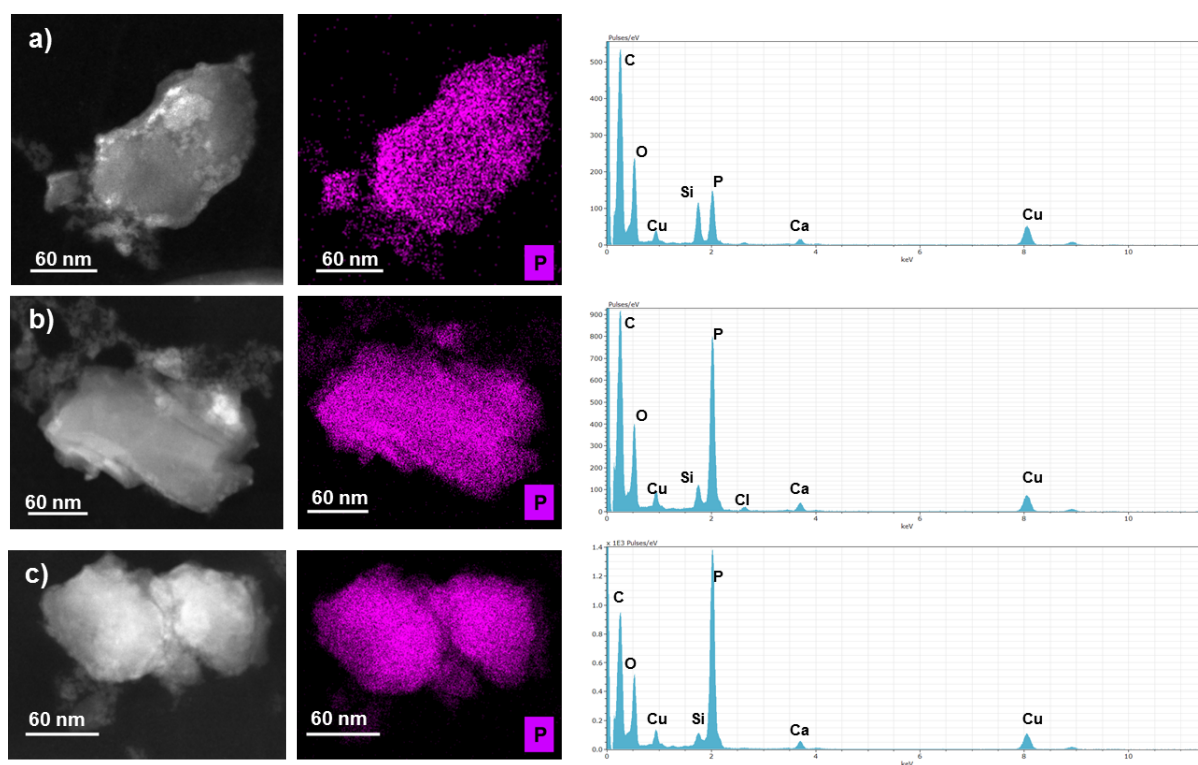 a)
60 nm
60 nm
P
Pulses/eV
500
400
300
200
100
0
C
O
Si
P
Cu
Ca
Cu
0
2
4
6
8
10
keV
b)
60 nm
60 nm
P
Pulses/eV
900
800
700
600
500
400
300
200
100
0
C
P
O
Si
Cu
Cl
Ca
Cu
0
2
4
6
8
10
keV
c)
60 nm
60 nm
P
x 1E3 Pulses/eV
1.4
1.2
1.0
0.8
0.6
0.4
0.2
0.0
P
C
O
Cu
Si
Ca
Cu
0
2
4
6
8
10
keV